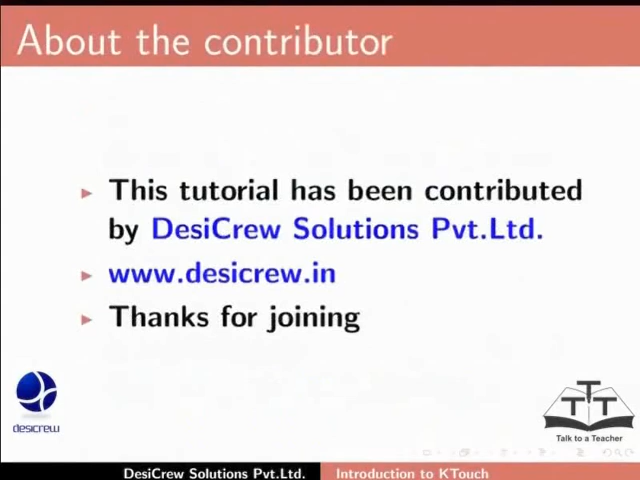 About the contributor
This tutorial has been contributed
by DesiCrew Solutions Pvt.Ltd.
www.desicrew.in
Thanks for joining
desicrew
TTT
Talk to a Teacher
DesiCrew Solutions Pvt.Ltd. Introduction to KTouch